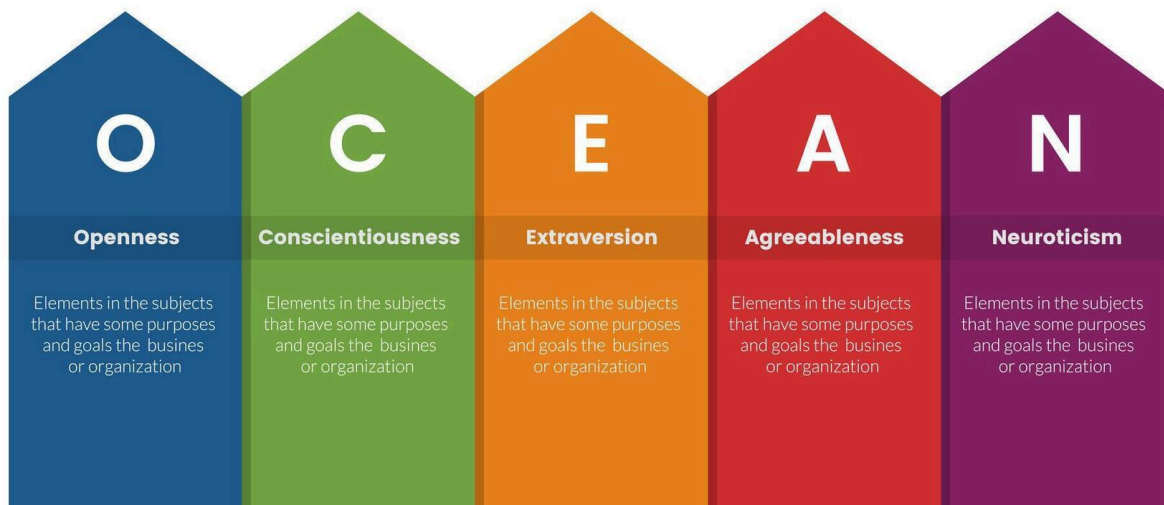 O
C
E
A
N
Openness
Conscientiousness
Extraversion
Agreeableness
Neuroticism
Elements in the subjects
that have some purposes
and goals the  busines
or organization
Elements in the subjects
that have some purposes
and goals the  busines
or organization
Elements in the subjects
that have some purposes
and goals the  busines
or organization
Elements in the subjects
that have some purposes
and goals the  busines
or organization
Elements in the subjects
that have some purposes
and goals the  busines
or organization